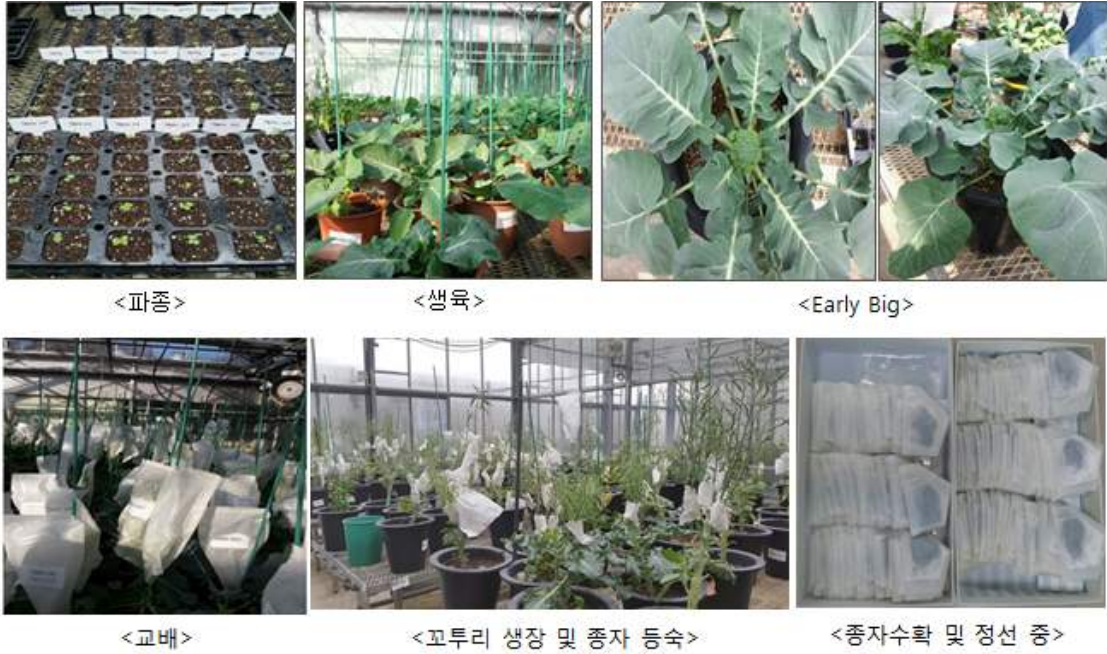 <파종>
<생육>
<Early Big>
<교배>
<꼬투리 생장 및 종자 등숙>
<종자수확 및 정선 중>